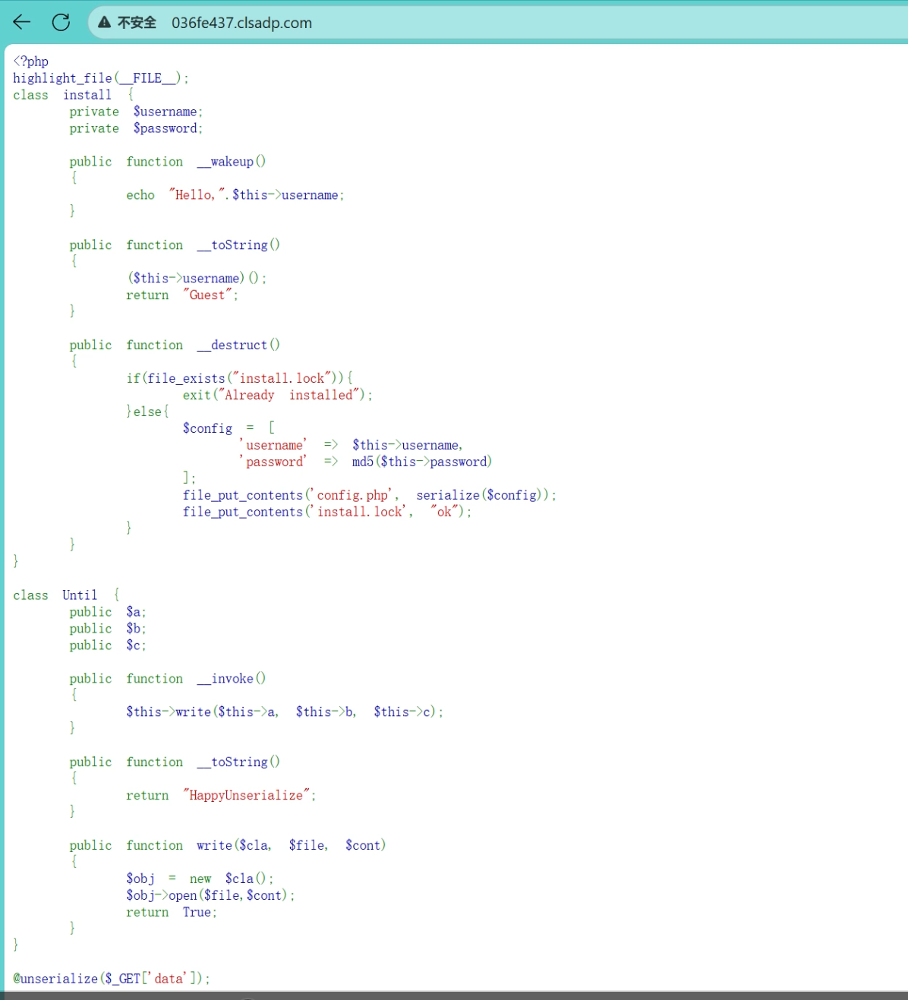 不安全 036fe437.clsadp.com
<?php
highlight_file(__FILE__);
class install {
private $username;
private $password;
public function __wakeup()
{
echo "Hello,".$this->username;
}
public function __toString()
{
($this->username)();
return "Guest";
}
public function __destruct()
{
if(file_exists("install.lock")){
exit("Already installed");
}else{
$config = [
'username' => $this->username,
'password' => md5($this->password)
];
file_put_contents('config.php', serialize($config));
file_put_contents('install.lock', "ok");
}
}
}
class Until {
public $a;
public $b;
public $c;
public function __invoke()
{
$this->write($this->a, $this->b, $this->c);
}
public function __toString()
{
return "HappyUnserialize";
}
public function write($cla, $file, $cont)
{
$obj = new $cla();
$obj->open($file,$cont);
return True;
}
}
@unserialize($_GET['data']);